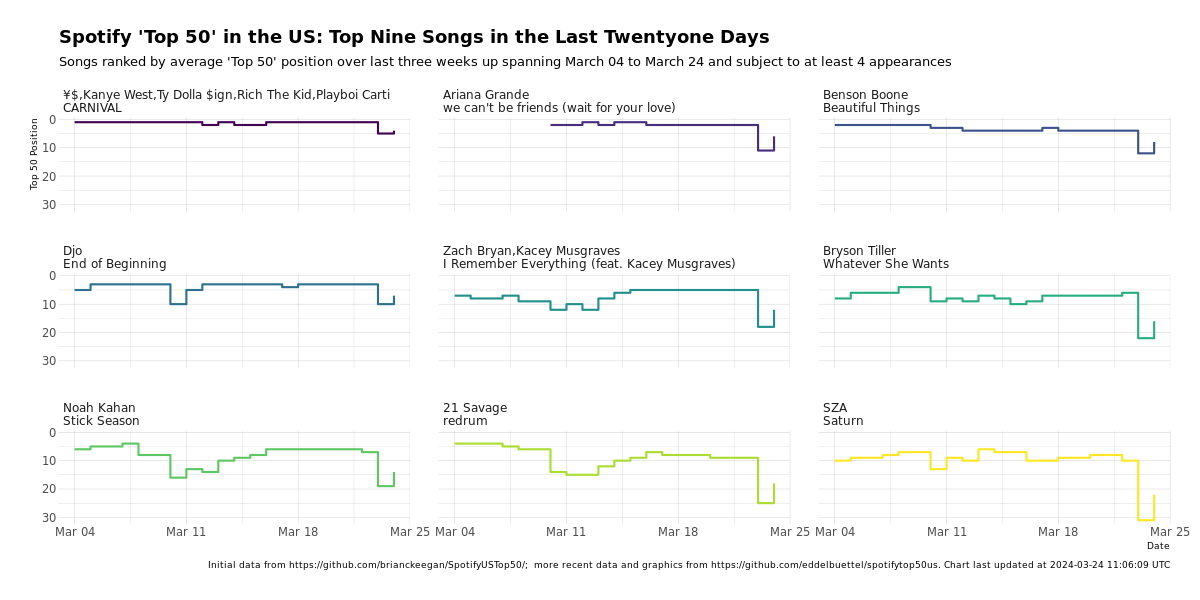 Spotify 'Top 50' in the US: Top Nine Songs in the Last Twentyone Days
Songs ranked by average 'Top 50' position over last three weeks up spanning March 04 to March 24 and subject to at least 4 appearances
¥$,Kanye West,Ty Dolla $ign,Rich The Kid,Playboi Carti
CARNIVAL
Ariana Grande
we can't be friends (wait for your love)
Benson Boone
Beautiful Things
Top 50 Position
0
10
20
30
Djo
End of Beginning
Zach Bryan,Kacey Musgraves
I Remember Everything (feat. Kacey Musgraves)
Bryson Tiller
Whatever She Wants
0
10
20
30
Noah Kahan
Stick Season
21 Savage
redrum
SZA
Saturn
0
10
20
30
Mar 04 Mar 11 Mar 18 Mar 25 Mar 04 Mar 11 Mar 18 Mar 25 Mar 04 Mar 11 Mar 18 Mar 25
Date
Initial data from https://github.com/brianckeegan/SpotifyUSTop50/;  more recent data and graphics from https://github.com/eddelbuettel/spotifytop50us. Chart last updated at 2024-03-24 11:06:09 UTC